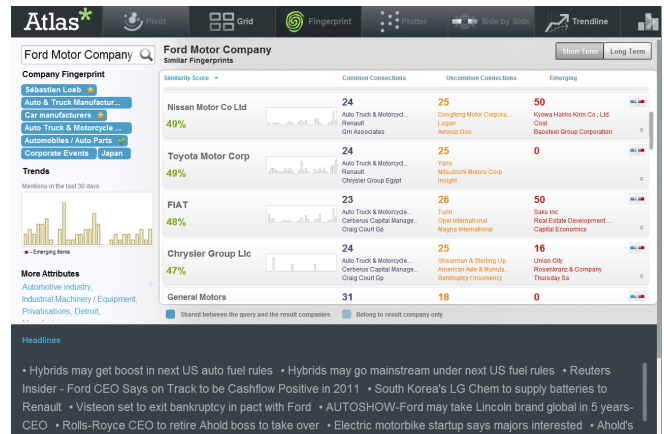 Atlas*
Pivot
Grid
Fingerprint
Plotter
Side by Side
Trendline
Ford Motor Company
Company Fingerprint
Sébastien Loeb
Auto & Truck Manufactur...
Car manufacturers
Auto Truck & Motorcycle ...
Automobiles / Auto Parts
Corporate Events
Japan
Trends
Mentions in the last 30 days
- Emerging Items
More Attributes
Automotive industry,
Industrial Machinery / Equipment,
Privatisations, Detroit,
Ford Motor Company
Similar Fingerprints
Short Term
Long Term
Similarity Score
Common Connections
Uncommon Connections
Emerging
Nissan Motor Co Ltd
49%
24
Auto Truck & Motorcycl...
Renault
Gm Associates
25
Dongfeng Motor Corpora...
Logan
Avtovaz Oao
50
Kyowa Hakko Kirin Co., Ltd.
Coal
Baosteel Group Corporation
Toyota Motor Corp
49%
24
Auto Truck & Motorcycl...
Renault
Chrysler Group Egypt
25
Yaris
Mitsubishi Motors Corp
Insight
0
FIAT
48%
23
Auto Truck & Motorcycle...
Cerberus Capital Manage...
Craig Court Gp
26
Turin
Opel International
Magna International
50
Saks Inc
Real Estate Development ...
Capital Economics
Chrysler Group Llc
47%
24
Auto Truck & Motorcycle...
Cerberus Capital Manage...
Craig Court Gp
25
Shearman & Sterling Llp
American Axle & Manufa...
Bankruptcy / Insolvency
16
Union City
Rosenkranz & Company
Thursday Sa
General Motors
31
18
0
Shared between the query and the result companies
Belong to result company only
Headlines
• Hybrids may get boost in next US auto fuel rules • Hybrids may go mainstream under next US fuel rules • Reuters
Insider - Ford CEO Says on Track to be Cashflow Positive in 2011 • South Korea's LG Chem to supply batteries to
Renault • Visteon set to exit bankruptcy in pact with Ford • AUTOSHOW-Ford may take Lincoln brand global in 5 years-
CEO • Rolls-Royce CEO to retire Ahold boss to take over • Electric motorbike startup says majors interested • Ahold's